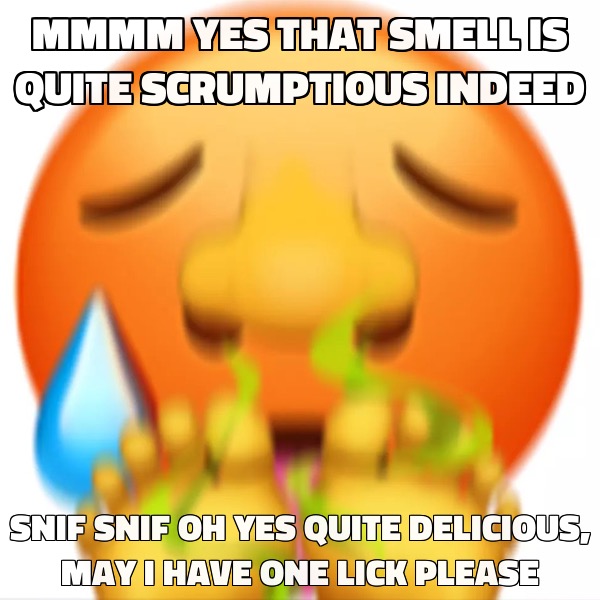 MMMM YES THAT SMELL IS
QUITE SCRUMPTIOUS INDEED
SNIF SNIF OH YES QUITE DELICIOUS,
MAY I HAVE ONE LICK PLEASE